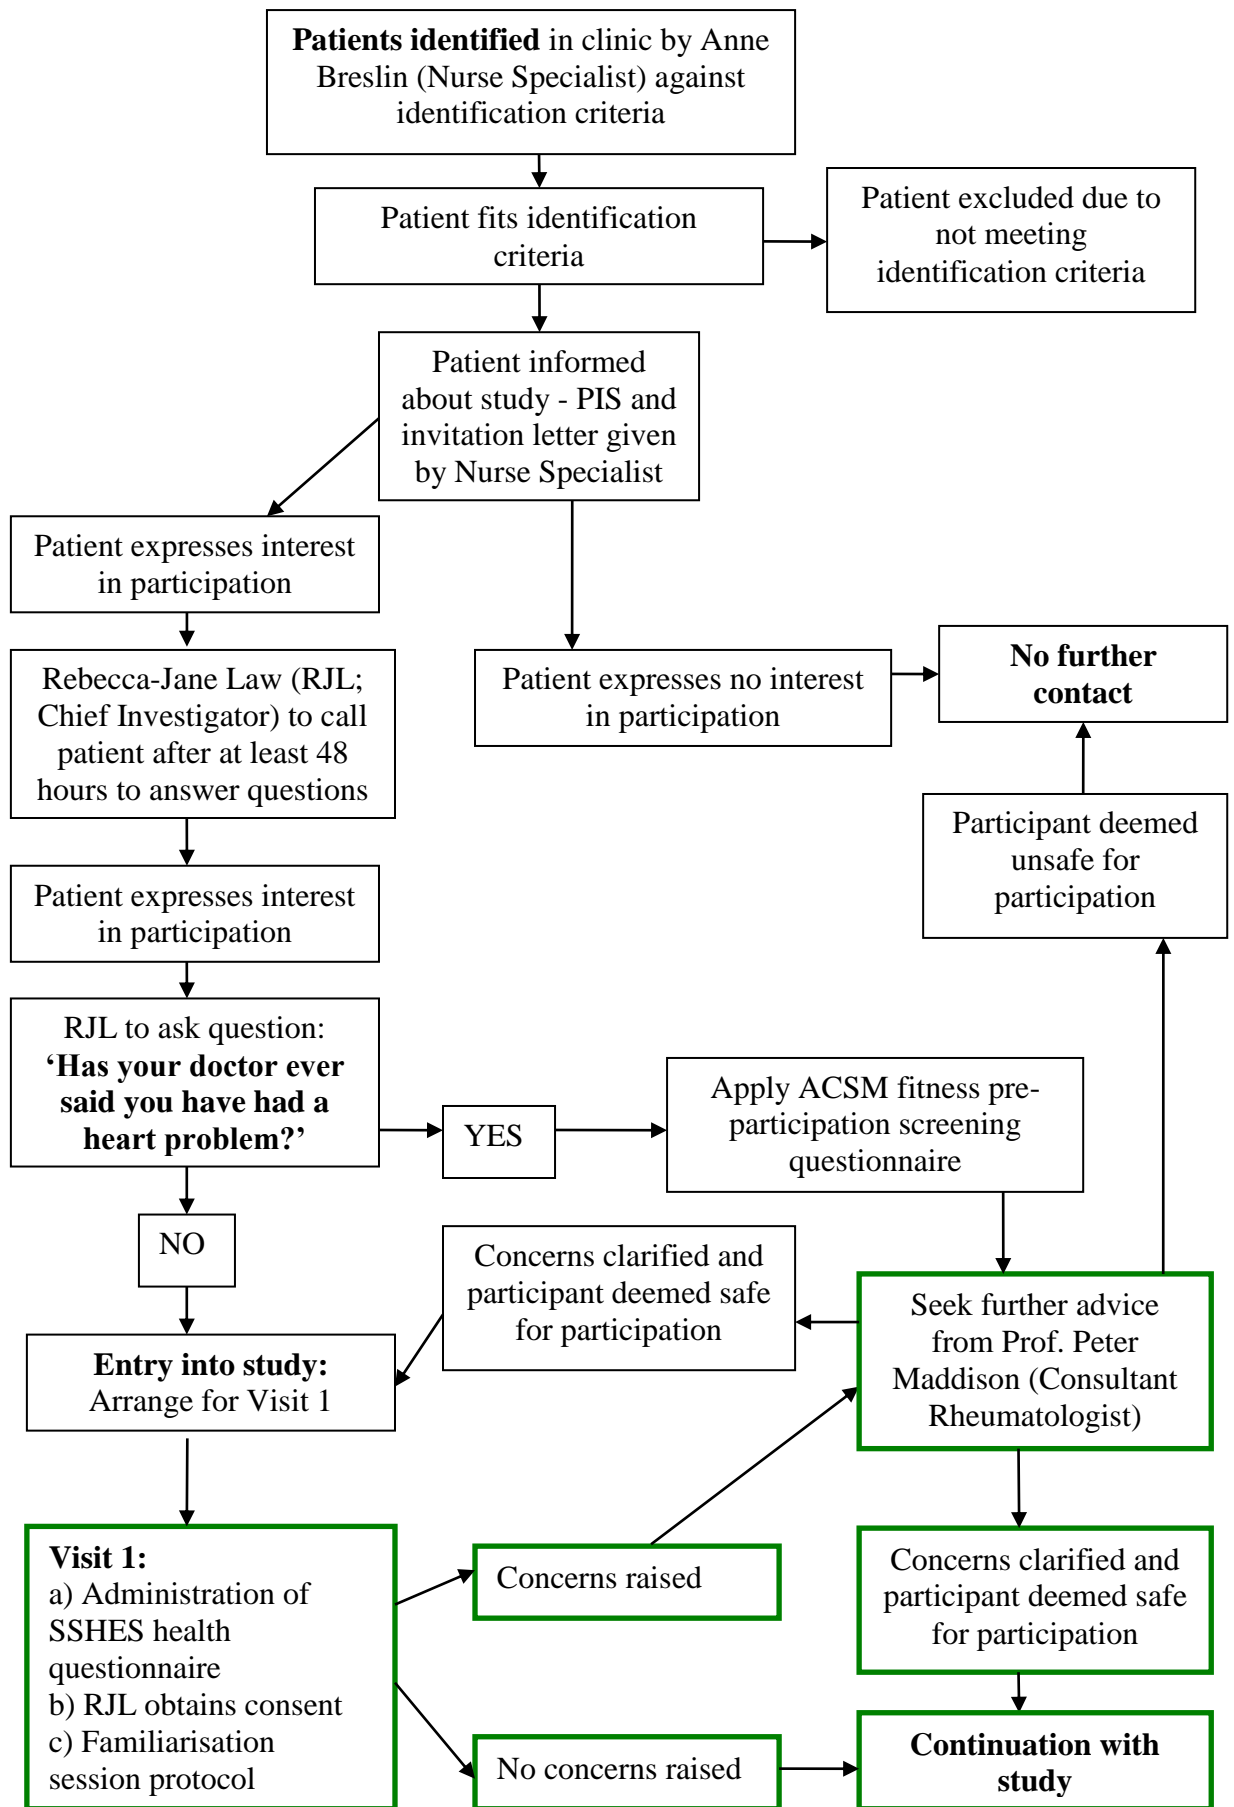 Patients identified in clinic by Anne
Breslin (Nurse Specialist) against
identification criteria
Patient fits identification
criteria
Patient excluded due to
not meeting
identification criteria
Patient informed
about study - PIS and
invitation letter given
by Nurse Specialist
Patient expresses interest
in participation
Rebecca-Jane Law (RJL;
Chief Investigator) to call
patient after at least 48
hours to answer questions
Patient expresses no interest
in participation
No further
contact
Participant deemed
unsafe for
participation
Patient expresses interest
in participation
RJL to ask question:
‘Has your doctor ever
said you have had a
heart problem?’
YES
Apply ACSM fitness pre-
participation screening
questionnaire
NO
Concerns clarified and
participant deemed safe
for participation
Seek further advice
from Prof. Peter
Maddison (Consultant
Rheumatologist)
Entry into study:
Arrange for Visit 1
Visit 1:
a) Administration of
SSHES health
questionnaire
b) RJL obtains consent
c) Familiarisation
session protocol
Concerns raised
Concerns clarified and
participant deemed safe
for participation
No concerns raised
Continuation with
study